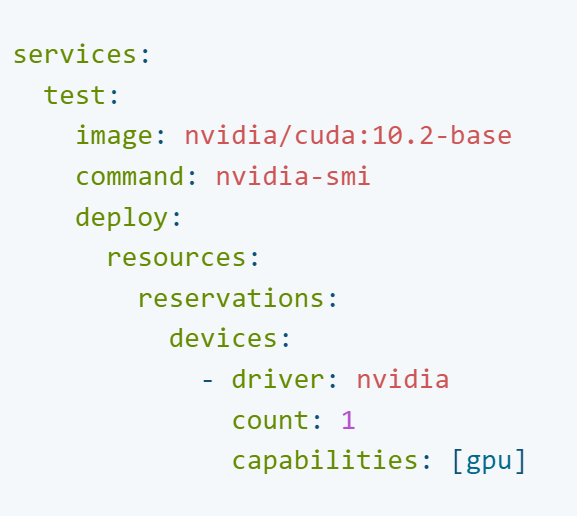 services:
  test:
    image: nvidia/cuda:10.2-base
    command: nvidia-smi
    deploy:
      resources:
        reservations:
          devices:
            - driver: nvidia
              count: 1
              capabilities: [gpu]